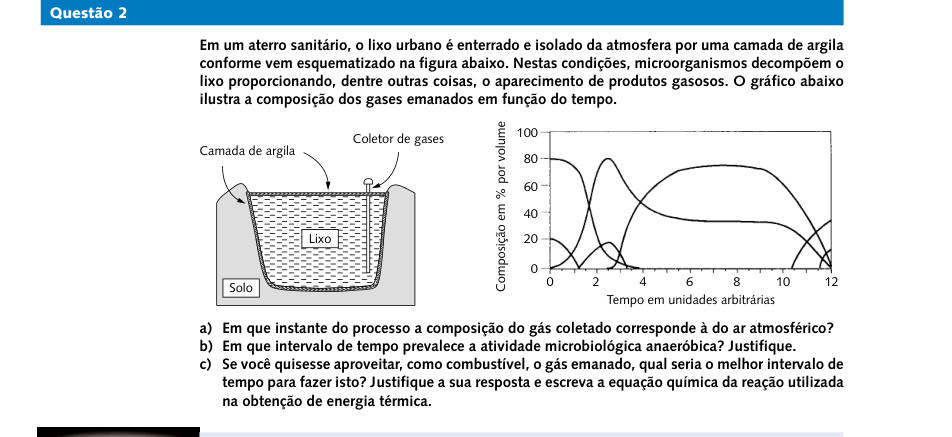 Questão 2
Em um aterro sanitário, o lixo urbano é enterrado e isolado da atmosfera por uma camada de argila
conforme vem esquematizado na figura abaixo. Nestas condições, microorganismos decompõem o
lixo proporcionando, dentre outras coisas, o aparecimento de produtos gasosos. O gráfico abaixo
ilustra a composição dos gases emanados em função do tempo.
Camada de argila
Coletor de gases
Lixo
Solo
Composição em % por volume
100
80
60
40
20
0
0 2 4 6 8 10 12
Tempo em unidades arbitrárias
a) Em que instante do processo a composição do gás coletado corresponde à do ar atmosférico?
b) Em que intervalo de tempo prevalece a atividade microbiológica anaeróbica? Justifique.
c) Se você quisesse aproveitar, como combustível, o gás emanado, qual seria o melhor intervalo de
tempo para fazer isto? Justifique a sua resposta e escreva a equação química da reação utilizada
na obtenção de energia térmica.